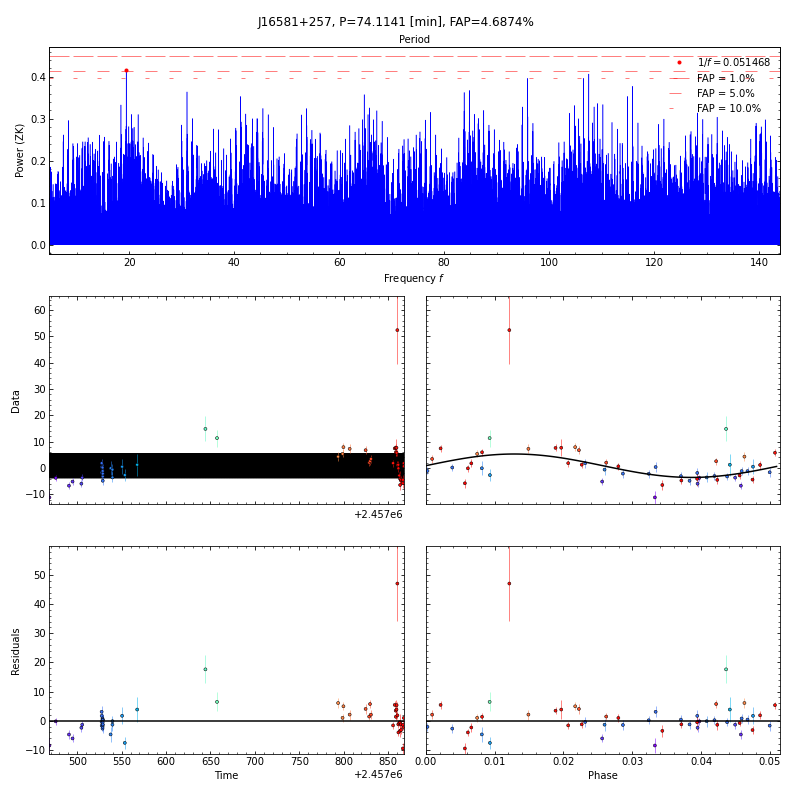 J16581+257, P=74.1141 [min], FAP=4.6874%
Period
Power (ZK)
0.4
0.3
0.2
0.1
0.0
1/f = 0.051468
FAP = 1.0%
FAP = 5.0%
FAP = 10.0%
20 40 60 80 100 120 140
Frequency f
Data
60
50
40
30
20
10
0
−10
+2.457e6
Residuals
50
40
30
20
10
0
−10
500 550 600 650 700 750 800 850
Time
+2.457e6
0.00 0.01 0.02 0.03 0.04 0.05
Phase